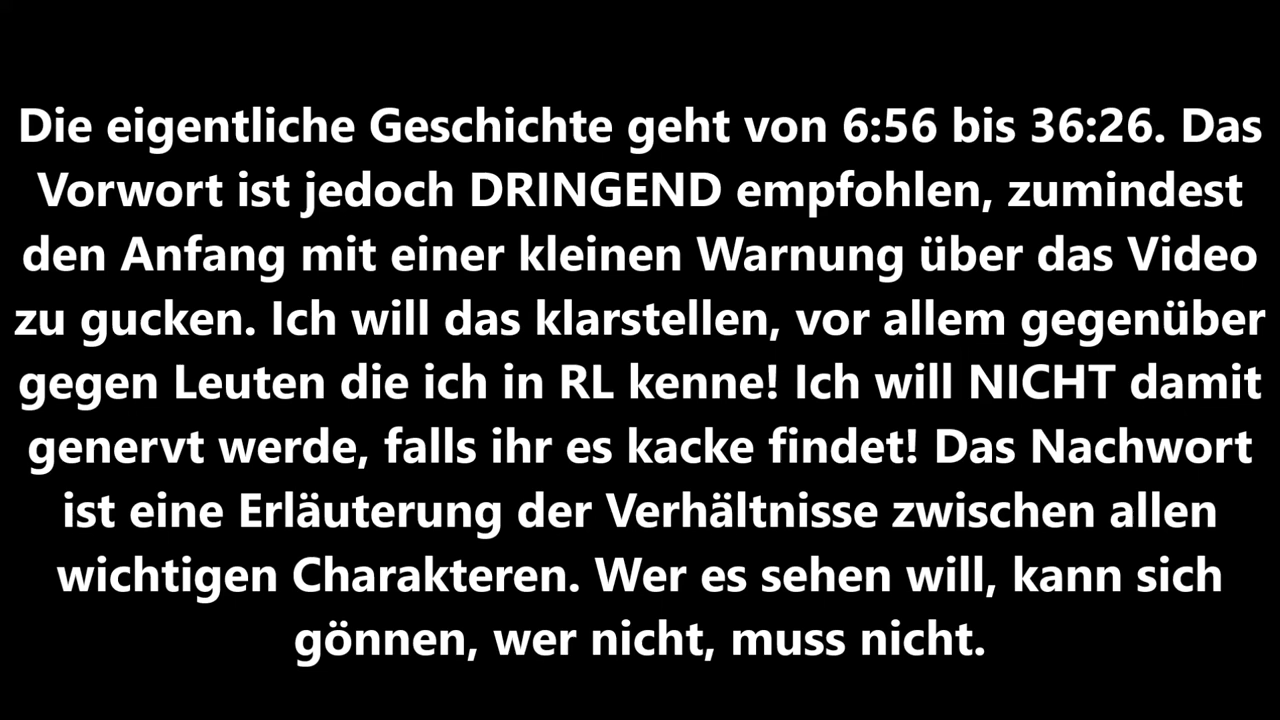 Die eigentliche Geschichte geht von 6:56 bis 36:26. Das
Vorwort ist jedoch DRINGEND empfohlen, zumindest
den Anfang mit einer kleinen Warnung über das Video
zu gucken. Ich will das klarstellen, vor allem gegenüber
gegen Leuten die ich in RL kenne! Ich will NICHT damit
genervt werde, falls ihr es kacke findet! Das Nachwort
ist eine Erläuterung der Verhältnisse zwischen allen
wichtigen Charakteren. Wer es sehen will, kann sich
gönnen, wer nicht, muss nicht.